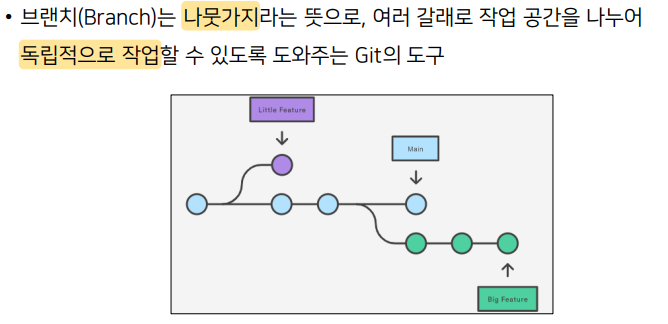 • 브랜치(Branch)는 나뭇가지라는 뜻으로, 여러 갈래로 작업 공간을 나누어
독립적으로 작업할 수 있도록 도와주는 Git의 도구
Little Feature
Main
Big Feature